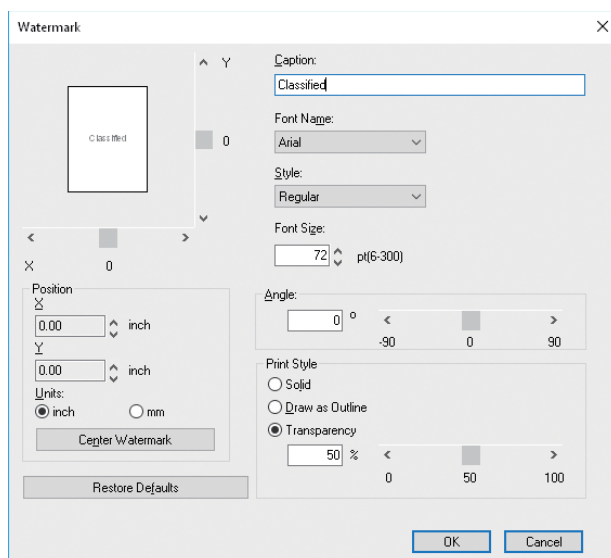 Watermark
Y
Classified
0
X 0
Position
X
0.00 inch
Y
0.00 inch
Units:
inch mm
Center Watermark
Restore Defaults
Caption:
Classified
Font Name:
Arial
Style:
Regular
Font Size:
72 pt(6-300)
Angle:
0 °
-90 0 90
Print Style
Solid
Draw as Outline
Transparency
50 %
0 50 100
OK Cancel